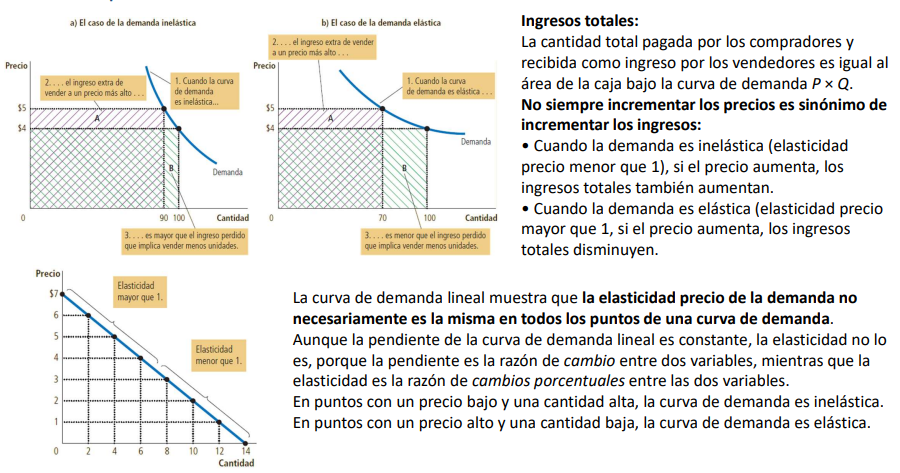 a) El caso de la demanda inelástica
Precio
2. . . . el ingreso extra de
vender a un precio más alto . . .
1. Cuando la curva
de demanda
es inelástica...
$5
A
$4
B
Demanda
0
90 100
Cantidad
3. . . . es mayor que el ingreso perdido
que implica vender menos unidades.
b) El caso de la demanda elástica
2. . . . el ingreso extra de vender
a un precio más alto . . .
Precio
1. Cuando la curva
de demanda es elástica . . .
$5
A
$4
Demanda
B
0
70
100
Cantidad
3. . . . es menor que el ingreso perdido
que implica vender menos unidades.
Ingresos totales:
La cantidad total pagada por los compradores y
recibida como ingreso por los vendedores es igual al
área de la caja bajo la curva de demanda P × Q.
No siempre incrementar los precios es sinónimo de
incrementar los ingresos:
• Cuando la demanda es inelástica (elasticidad
precio menor que 1), si el precio aumenta, los
ingresos totales también aumentan.
• Cuando la demanda es elástica (elasticidad precio
mayor que 1, si el precio aumenta, los ingresos
totales disminuyen.
Precio
$7
6
5
4
3
2
1
0
2
4
6
8
10
12
14
Cantidad
Elasticidad
mayor que 1.
Elasticidad
menor que 1.
La curva de demanda lineal muestra que la elasticidad precio de la demanda no
necesariamente es la misma en todos los puntos de una curva de demanda.
Aunque la pendiente de la curva de demanda lineal es constante, la elasticidad no lo
es, porque la pendiente es la razón de cambio entre dos variables, mientras que la
elasticidad es la razón de cambios porcentuales entre las dos variables.
En puntos con un precio bajo y una cantidad alta, la curva de demanda es inelástica.
En puntos con un precio alto y una cantidad baja, la curva de demanda es elástica.